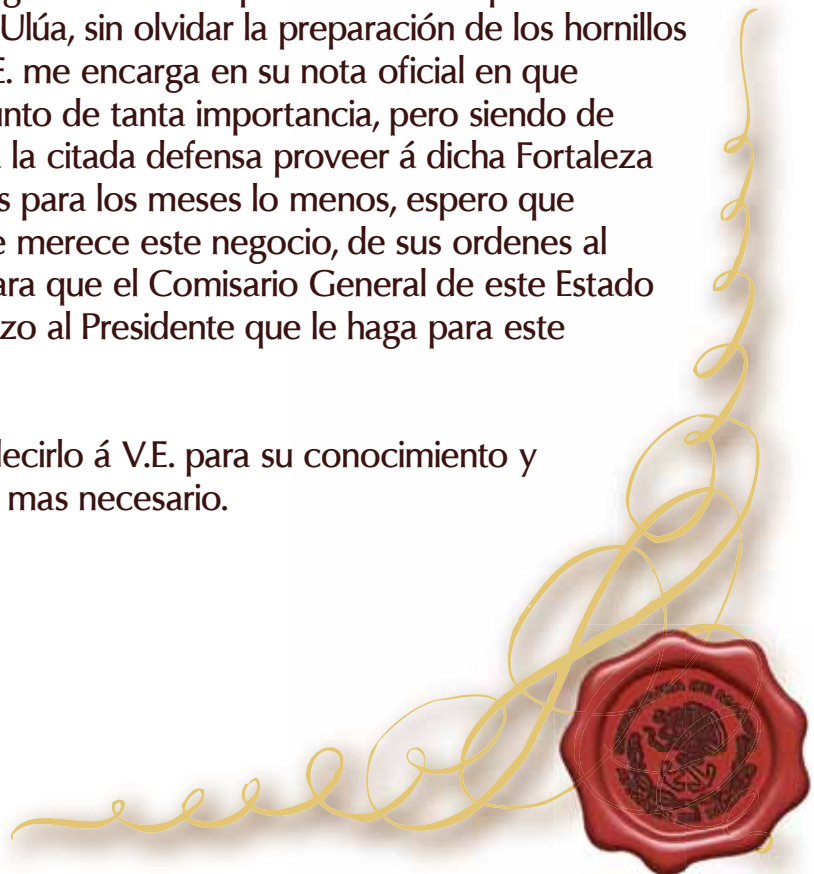 Ulúa, sin olvidar la preparación de los hornillos
E. me encarga en su nota oficial en que
unto de tanta importancia, pero siendo de
la citada defensa proveer á dicha Fortaleza
s para los meses lo menos, espero que
e merece este negocio, de sus ordenes al
ara que el Comisario General de este Estado
zo al Presidente que le haga para este
decirlo á V.E. para su conocimiento y
mas necesario.